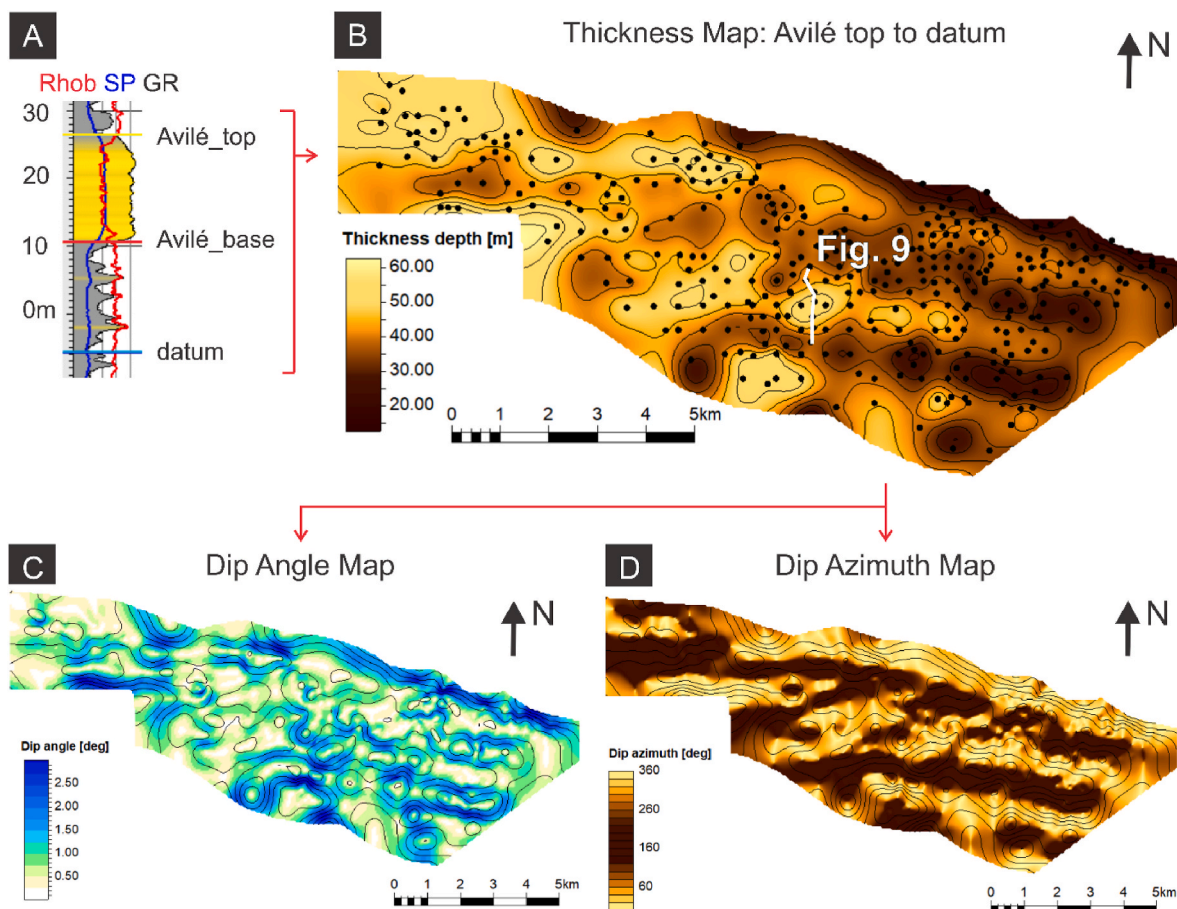 A
Rhob SP GR
30
Avilé_top
20
Avilé_base
10
0m
datum
B
Thickness Map: Avilé top to datum
N
Fig. 9
Thickness depth [m]
60.00
50.00
40.00
30.00
20.00
0 1 2 3 4 5km
C
Dip Angle Map
N
Dip angle [deg]
2.50
2.00
1.50
1.00
0.50
0 1 2 3 4 5km
D
Dip Azimuth Map
N
Dip azimuth [deg]
360
260
160
60
0 1 2 3 4 5km